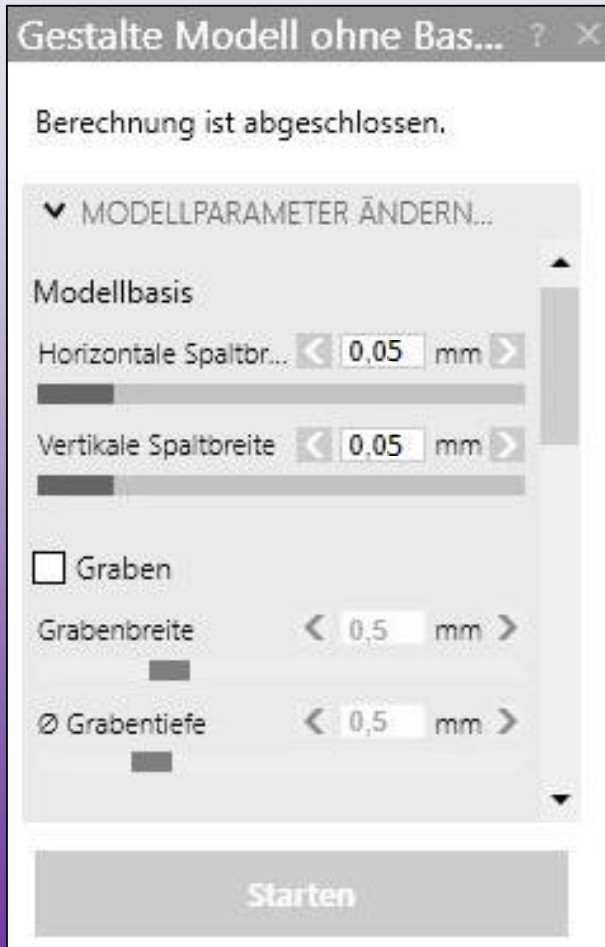 Gestalte Modell ohne Bas... ? ×
Berechnung ist abgeschlossen.
MODELLPARAMETER ÄNDERN...
Modellbasis
Horizontale Spaltbr... 0,05 mm
Vertikale Spaltbreite 0,05 mm
Graben
Grabenbreite 0,5 mm
Ø Grabentiefe 0,5 mm
Starten